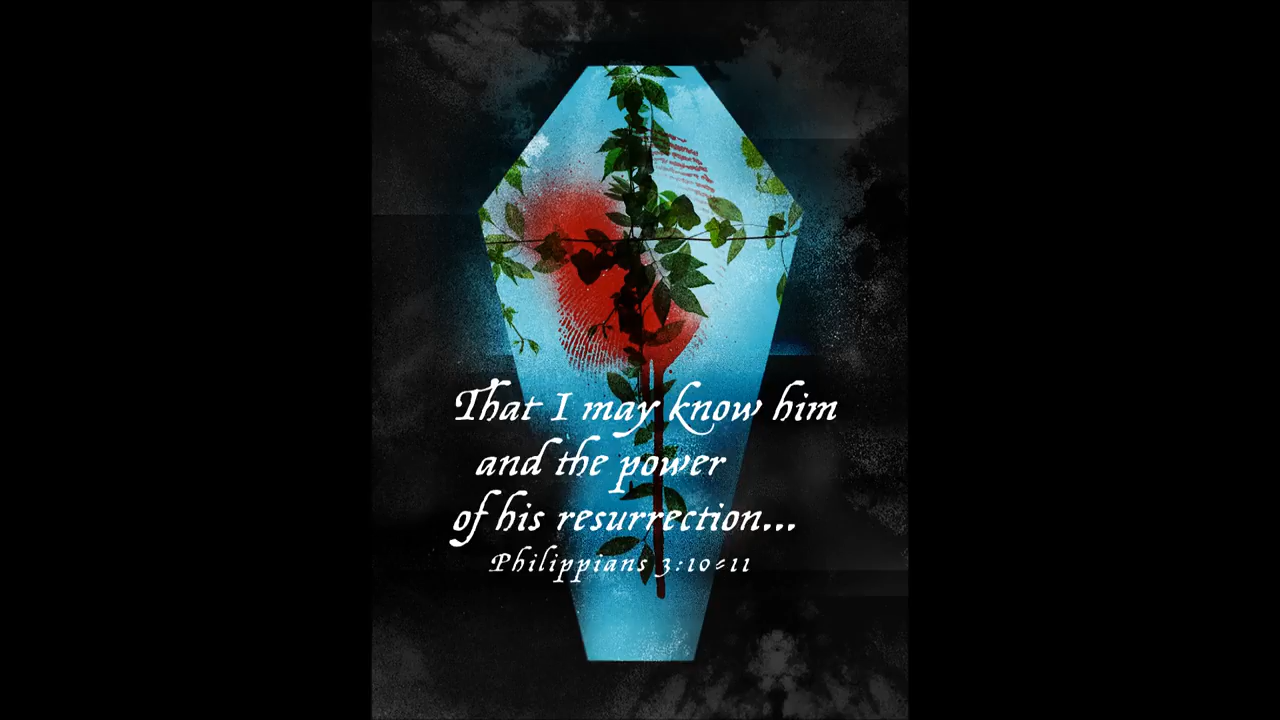 That I may know him
and the power
of his resurrection...
Philippians 3:10-11